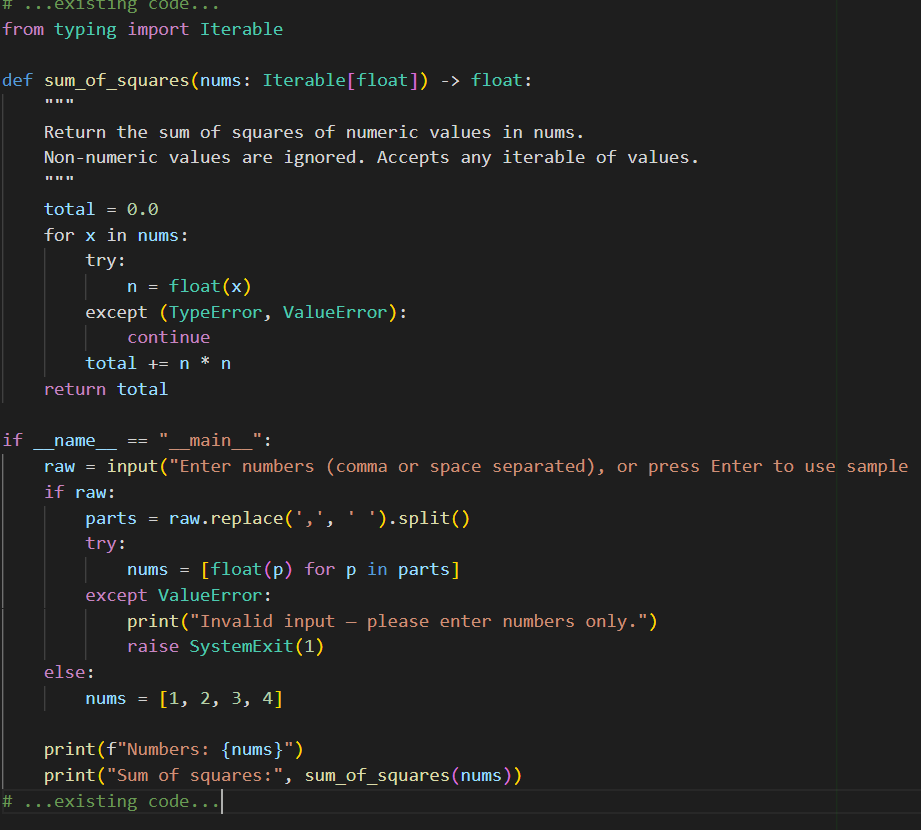 # ...existing code...
from typing import Iterable

def sum_of_squares(nums: Iterable[float]) -> float:
    """
    Return the sum of squares of numeric values in nums.
    Non-numeric values are ignored. Accepts any iterable of values.
    """
    total = 0.0
    for x in nums:
        try:
            n = float(x)
        except (TypeError, ValueError):
            continue
        total += n * n
    return total

if __name__ == "__main__":
    raw = input("Enter numbers (comma or space separated), or press Enter to use sample
    if raw:
        parts = raw.replace(',', ' ').split()
        try:
            nums = [float(p) for p in parts]
        except ValueError:
            print("Invalid input — please enter numbers only.")
            raise SystemExit(1)
    else:
        nums = [1, 2, 3, 4]

    print(f"Numbers: {nums}")
    print("Sum of squares:", sum_of_squares(nums))
# ...existing code...